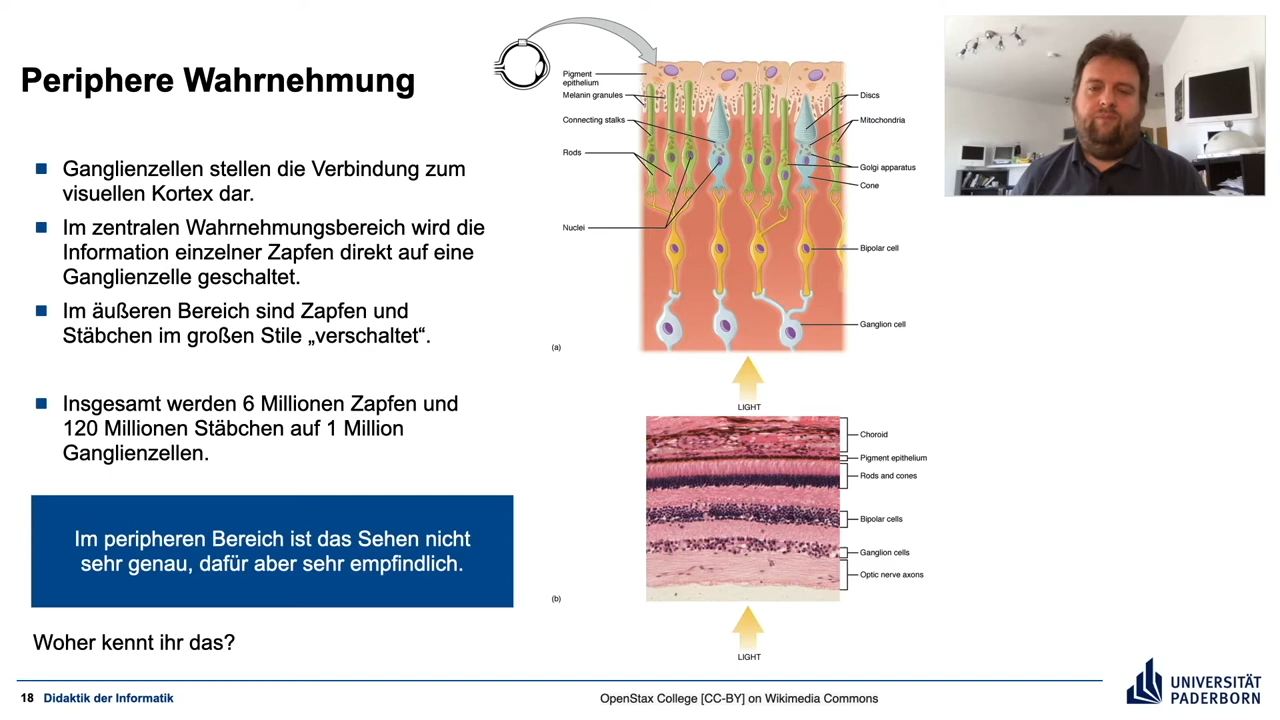 Periphere Wahrnehmung
Ganglienzellen stellen die Verbindung zum
visuellen Kortex dar.
Im zentralen Wahrnehmungsbereich wird die
Information einzelner Zapfen direkt auf eine
Ganglienzelle geschaltet.
Im äußeren Bereich sind Zapfen und
Stäbchen im großen Stile „verschaltet“.
Insgesamt werden 6 Millionen Zapfen und
120 Millionen Stäbchen auf 1 Million
Ganglienzellen.
Im peripheren Bereich ist das Sehen nicht
sehr genau, dafür aber sehr empfindlich.
Woher kennt ihr das?
Pigment
epithelium
Melanin granules
Connecting stalks
Rods
Nuclei
Discs
Mitochondria
Golgi apparatus
Cone
Bipolar cell
Ganglion cell
(a)
LIGHT
Choroid
Pigment epithelium
Rods and cones
Bipolar cells
Ganglion cells
Optic nerve axons
(b)
LIGHT
18 Didaktik der Informatik
OpenStax College [CC-BY] on Wikimedia Commons
UNIVERSITÄT
PADERBORN